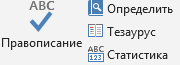 ABC
Правописание
Определить
Тезаурус
ABC
123
Статистика